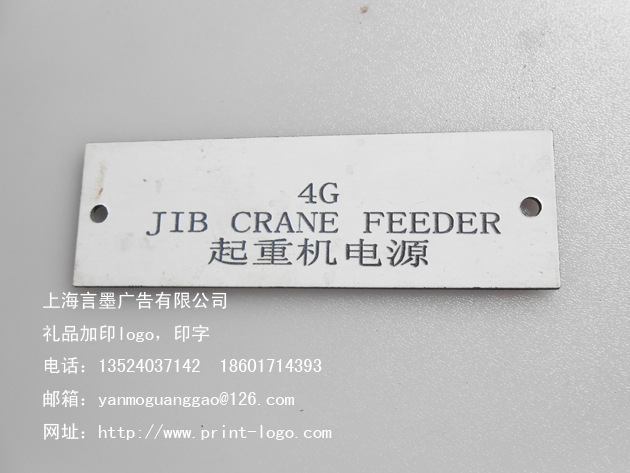 4G
JIB CRANE FEEDER
起重机电源
上海言墨广告有限公司
礼品加印logo，印字
电话：13524037142 18601714393
邮箱：yanmoguanggao@126.com
网址：http://www.print-logo.com